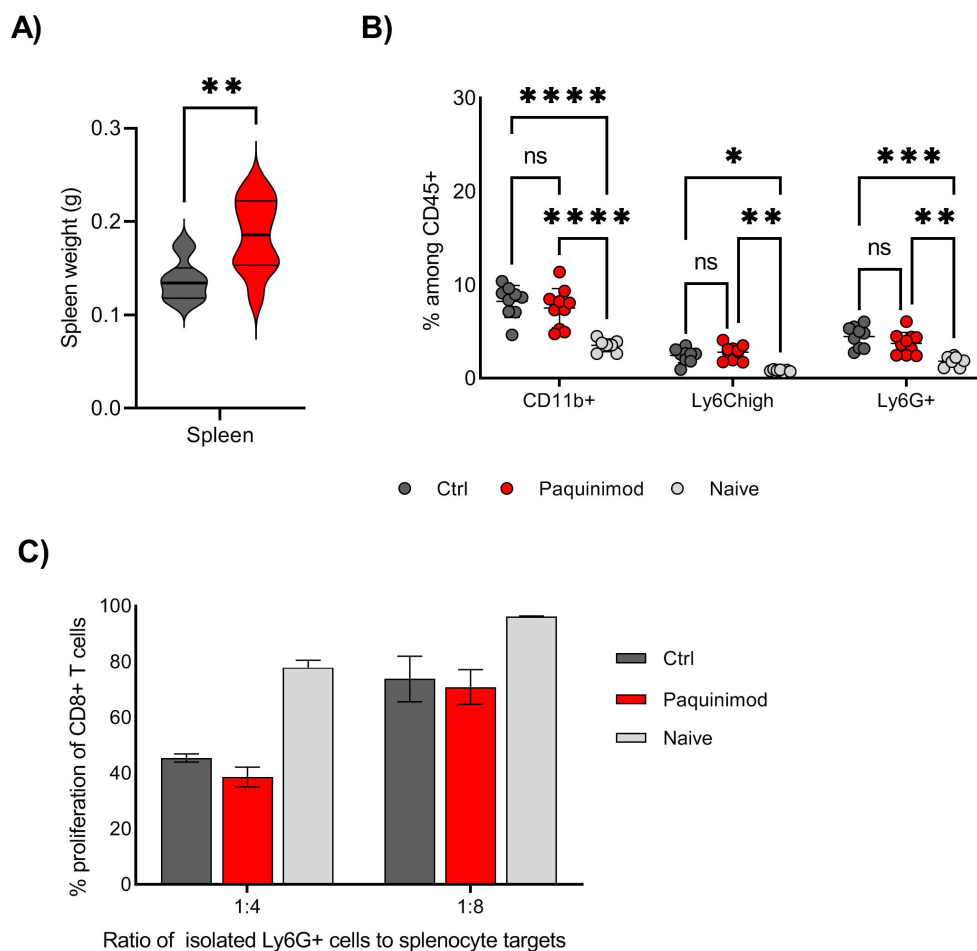 A)
B)
**
0.3
0.2
0.1
0.0
Spleen weight (g)
Spleen
30
20
10
0
% among CD45+
****
ns
****
*
ns
**
***
ns
**
CD11b+
Ly6Chigh
Ly6G+
Ctrl
Paquinimod
Naive
C)
100
80
60
40
20
0
% proliferation of CD8+ T cells
1:4
1:8
Ratio of isolated Ly6G+ cells to splenocyte targets
Ctrl
Paquinimod
Naive